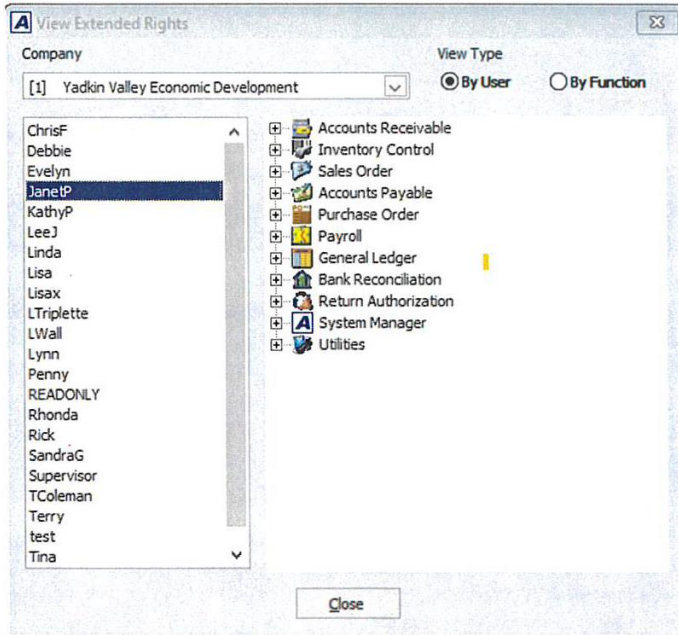 A View Extended Rights
Company
View Type
[1] Yadkin Valley Economic Development
By User
By Function
ChrisF
Debbie
Evelyn
JanetP
KathyP
LeeJ
Linda
Lisa
Lisax
LTriplette
LWall
Lynn
Penny
READONLY
Rhonda
Rick
SandraG
Supervisor
TColeman
Terry
test
Tina
Accounts Receivable
Inventory Control
Sales Order
Accounts Payable
Purchase Order
Payroll
General Ledger
Bank Reconciliation
Return Authorization
A System Manager
Utilities
Close